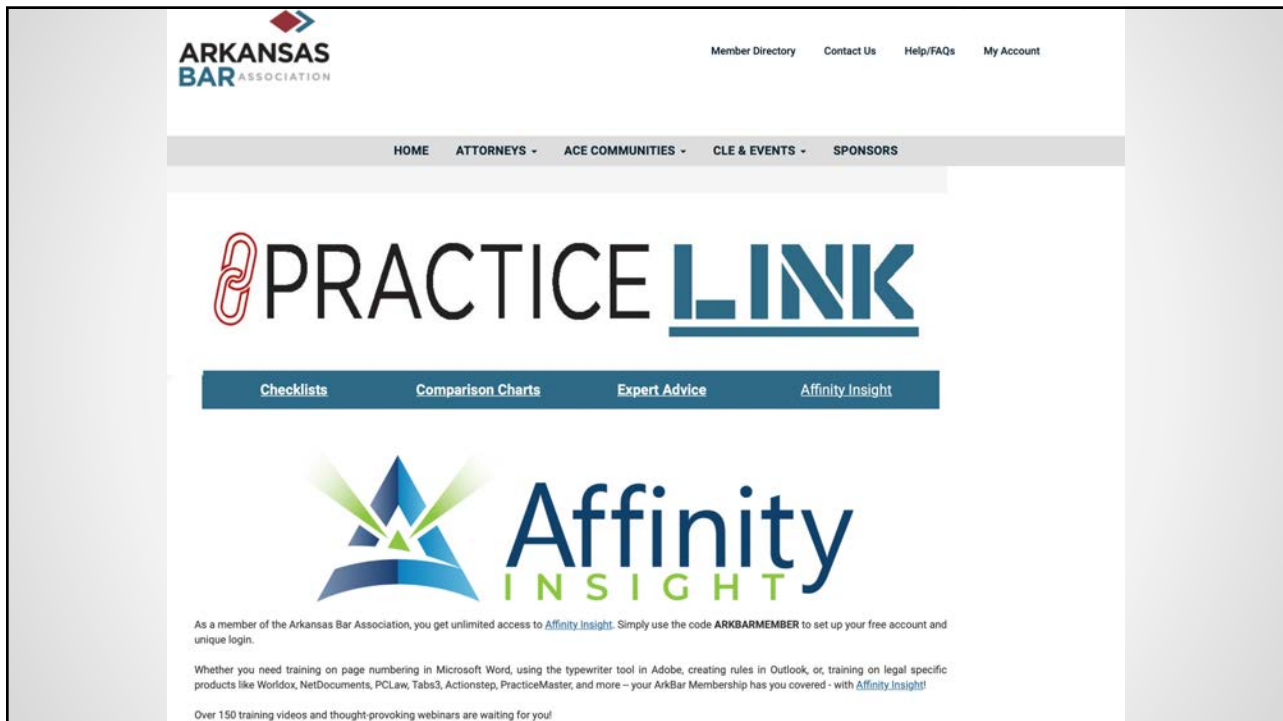 ARKANSAS
BAR ASSOCIATION
Member Directory Contact Us Help/FAQs My Account
HOME ATTORNEYS ACE COMMUNITIES CLE & EVENTS SPONSORS
PRACTICE LINK
Checklists Comparison Charts Expert Advice Affinity Insight
Affinity
INSIGHT
As a member of the Arkansas Bar Association, you get unlimited access to Affinity Insight. Simply use the code ARKBARMEMBER to set up your free account and
unique login.
Whether you need training on page numbering in Microsoft Word, using the typewriter tool in Adobe, creating rules in Outlook, or, training on legal specific
products like Worldox, NetDocuments, PCLaw, Tabs3, Actionstep, PracticeMaster, and more – your ArkBar Membership has you covered - with Affinity Insight!
Over 150 training videos and thought-provoking webinars are waiting for you!